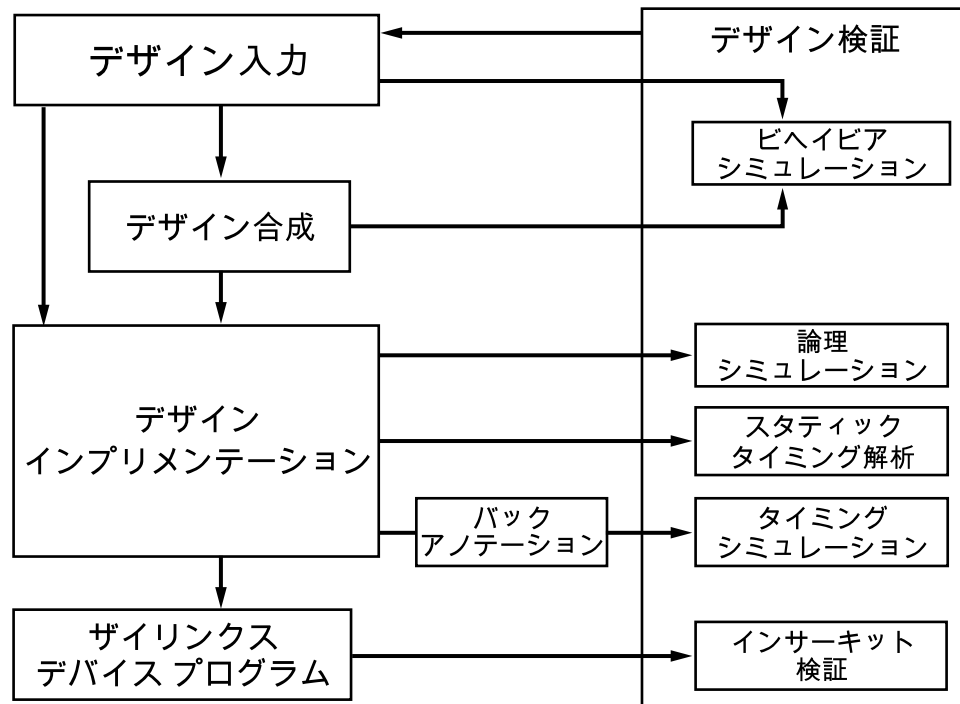 デザイン入力
デザイン検証
ビヘイビア
シミュレーション
デザイン合成
論理
シミュレーション
デザイン
インプリメンテーション
スタティック
タイミング解析
バック
アノテーション
タイミング
シミュレーション
ザイリンクス
デバイス プログラム
インサーキット
検証